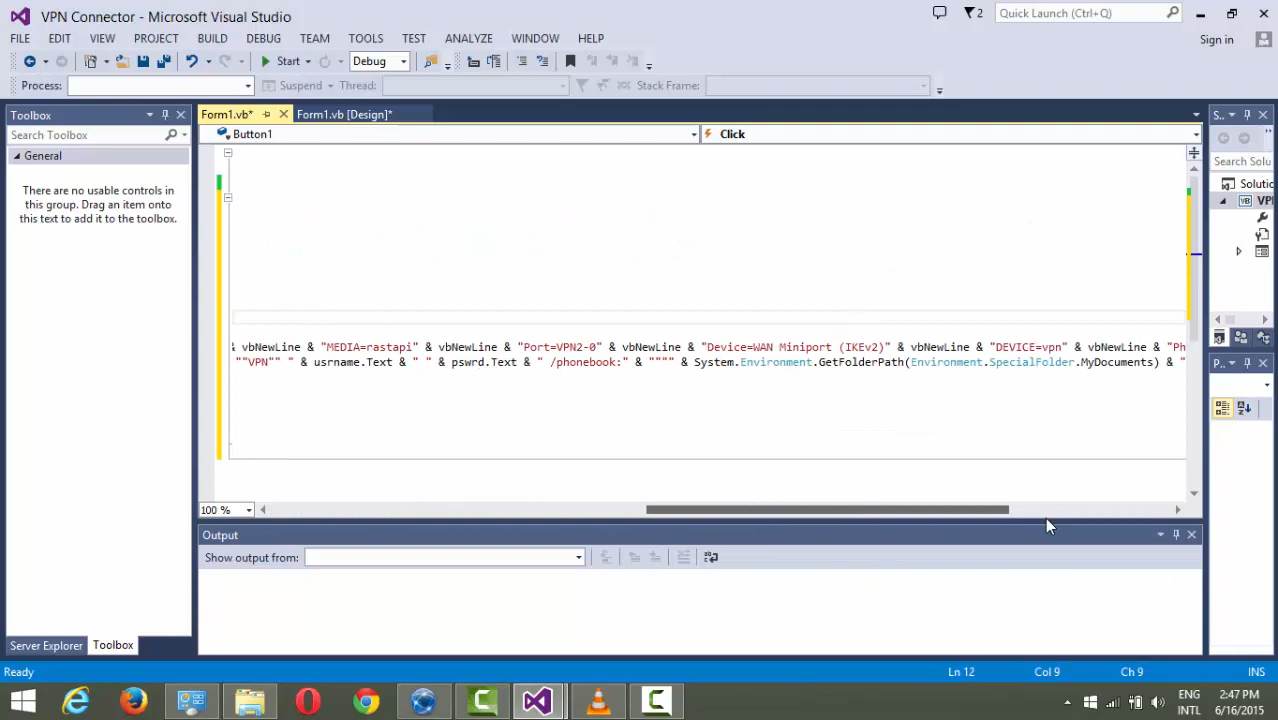 VPN Connector - Microsoft Visual Studio
2
Quick Launch (Ctrl+Q)
FILE EDIT VIEW PROJECT BUILD DEBUG TEAM TOOLS TEST ANALYZE WINDOW HELP
Sign in
Start
Debug
Process:
Suspend
Thread:
Stack Frame:
Toolbox
Form1.vb*
Form1.vb [Design]*
S..
Search Toolbox
Button1
Click
General
Search Solu
There are no usable controls in
this group. Drag an item onto
this text to add it to the toolbox.
Solutio
VB VP
& vbNewLine & "MEDIA=rastapi" & vbNewLine & "Port=VPN2-0" & vbNewLine & "Device=WAN Miniport (IKEv2)" & vbNewLine & "DEVICE=vpn" & vbNewLine & "Ph
""VPN"" " & usrname.Text & " " & pswrd.Text & " /phonebook:" & """" & System.Environment.GetFolderPath(Environment.SpecialFolder.MyDocuments) & "
P..
100 %
Output
Show output from:
Server Explorer
Toolbox
Ready
Ln 12
Col 9
Ch 9
INS
ENG
INTL
2:47 PM
6/16/2015